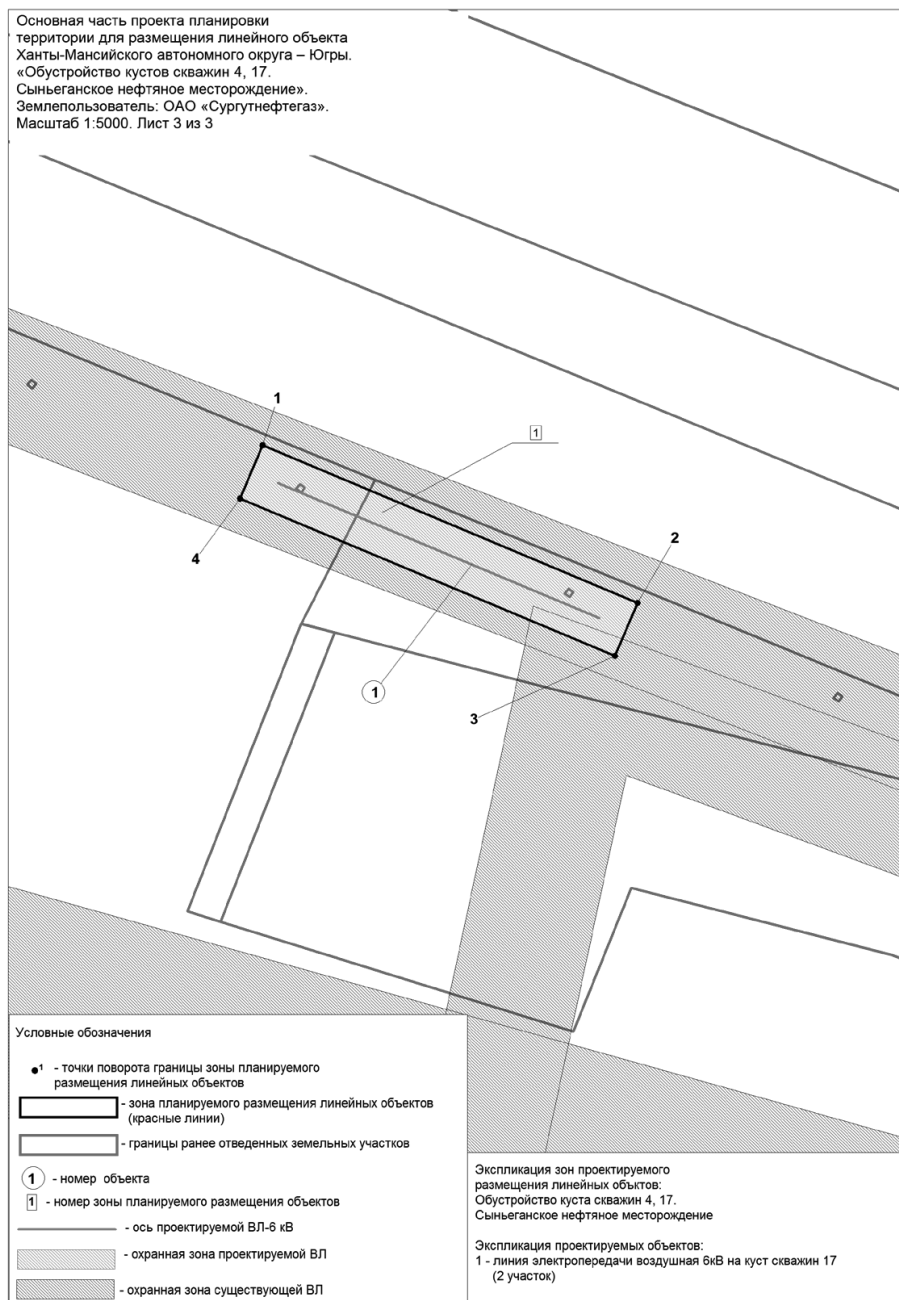 Основная часть проекта планировки
территории для размещения линейного объекта
Ханты-Мансийского автономного округа – Югры.
«Обустройство кустов скважин 4, 17.
Сыньеганское нефтяное месторождение».
Землепользователь: ОАО «Сургутнефтегаз».
Масштаб 1:5000. Лист 3 из 3
1
1
2
4
1
3
Условные обозначения
1 - точки поворота границы зоны планируемого
размещения линейных объектов
- зона планируемого размещения линейных объектов
(красные линии)
- границы ранее отведенных земельных участков
1 - номер объекта
1 - номер зоны планируемого размещения объектов
- ось проектируемой ВЛ-6 кВ
- охранная зона проектируемой ВЛ
- охранная зона существующей ВЛ
Экспликация зон проектируемого
размещения линейных объктов:
Обустройство куста скважин 4, 17.
Сыньеганское нефтяное месторождение
Экспликация проектируемых объектов:
1 - линия электропередачи воздушная 6кВ на куст скважин 17
(2 участок)